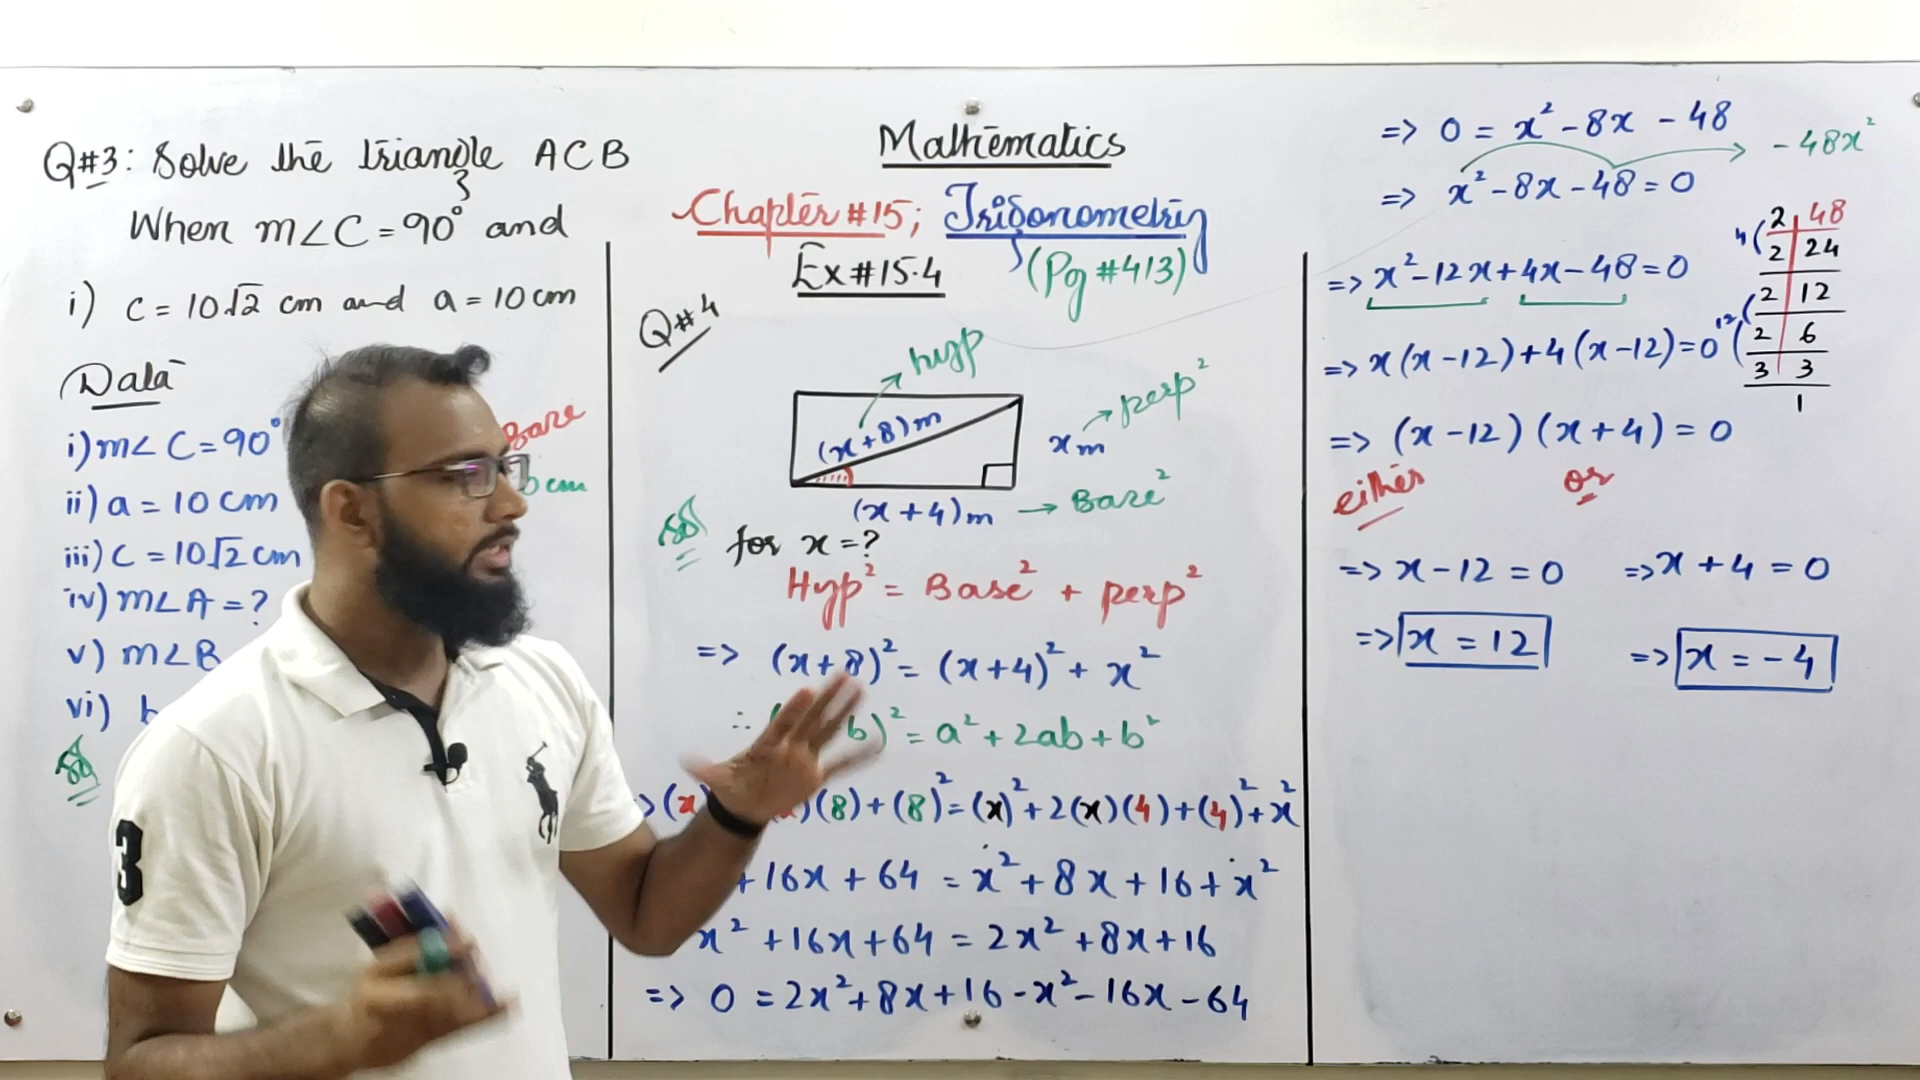 Q#3: Solve the triangle ACB
When m∠C = 90° and
i) c = 10√2 cm and a = 10 cm
Data
i) m∠C = 90°
ii) a = 10 cm
iii) c = 10√2 cm
iv) m∠A = ?
v) m∠B
vi) b
Sol
Base
cm
3
Mathematics
Chapter #15; Trigonometry
Ex #15.4 (Pg #413)
Q#4
hyp
(x+8)m
x m → perp²
(x+4)m → Base²
Sol
for x = ?
Hyp² = Base² + perp²
=> (x+8)² = (x+4)² + x²
∴ b)² = a² + 2ab + b²
(x) )(8)+(8)² = (x)²+2(x)(4)+(4)²+x²
+16x+64 = x²+8x+16+x²
x²+16x+64 = 2x²+8x+16
=> 0 = 2x²+8x+16-x²-16x-64
=> 0 = x²-8x-48
-48x²
=> x²-8x-48=0
=> x²-12x+4x-48=0
=> x(x-12)+4(x-12)=0
=> (x-12)(x+4)=0
either or
=> x-12=0 => x+4=0
=> x = 12 => x = -4
2 48
4 2 24
2 12
12 2 6
3 3
1